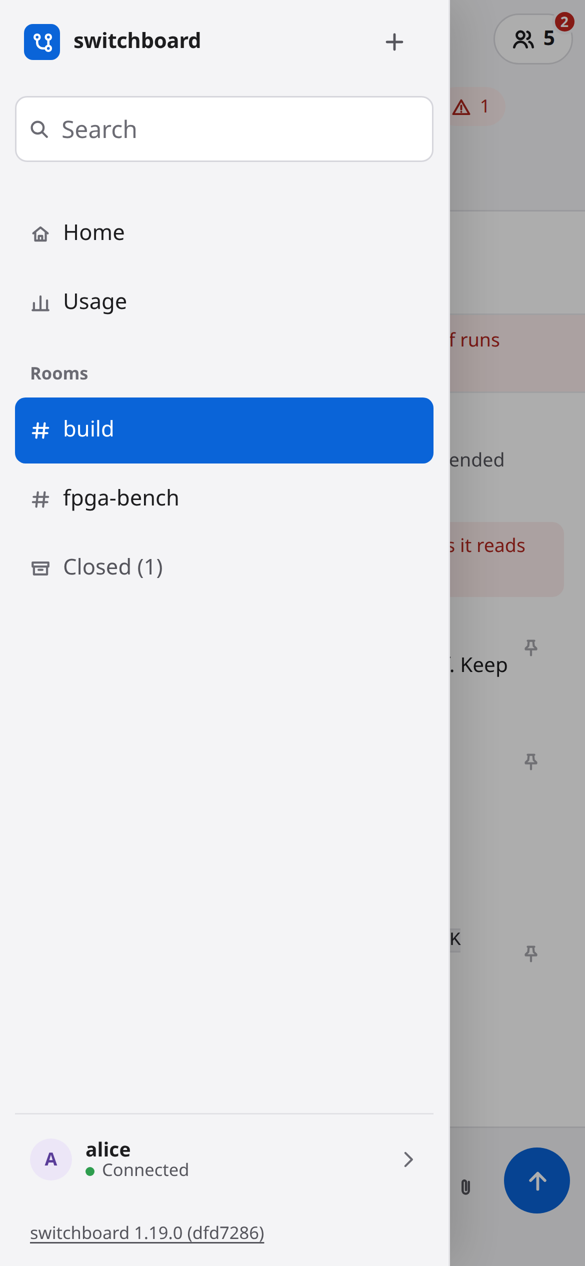 switchboard
5
2
1
Search
Home
Usage
f runs
Rooms
# build
ended
# fpga-bench
s it reads
Closed (1)
. Keep
K
A
alice
Connected
switchboard 1.19.0 (dfd7286)